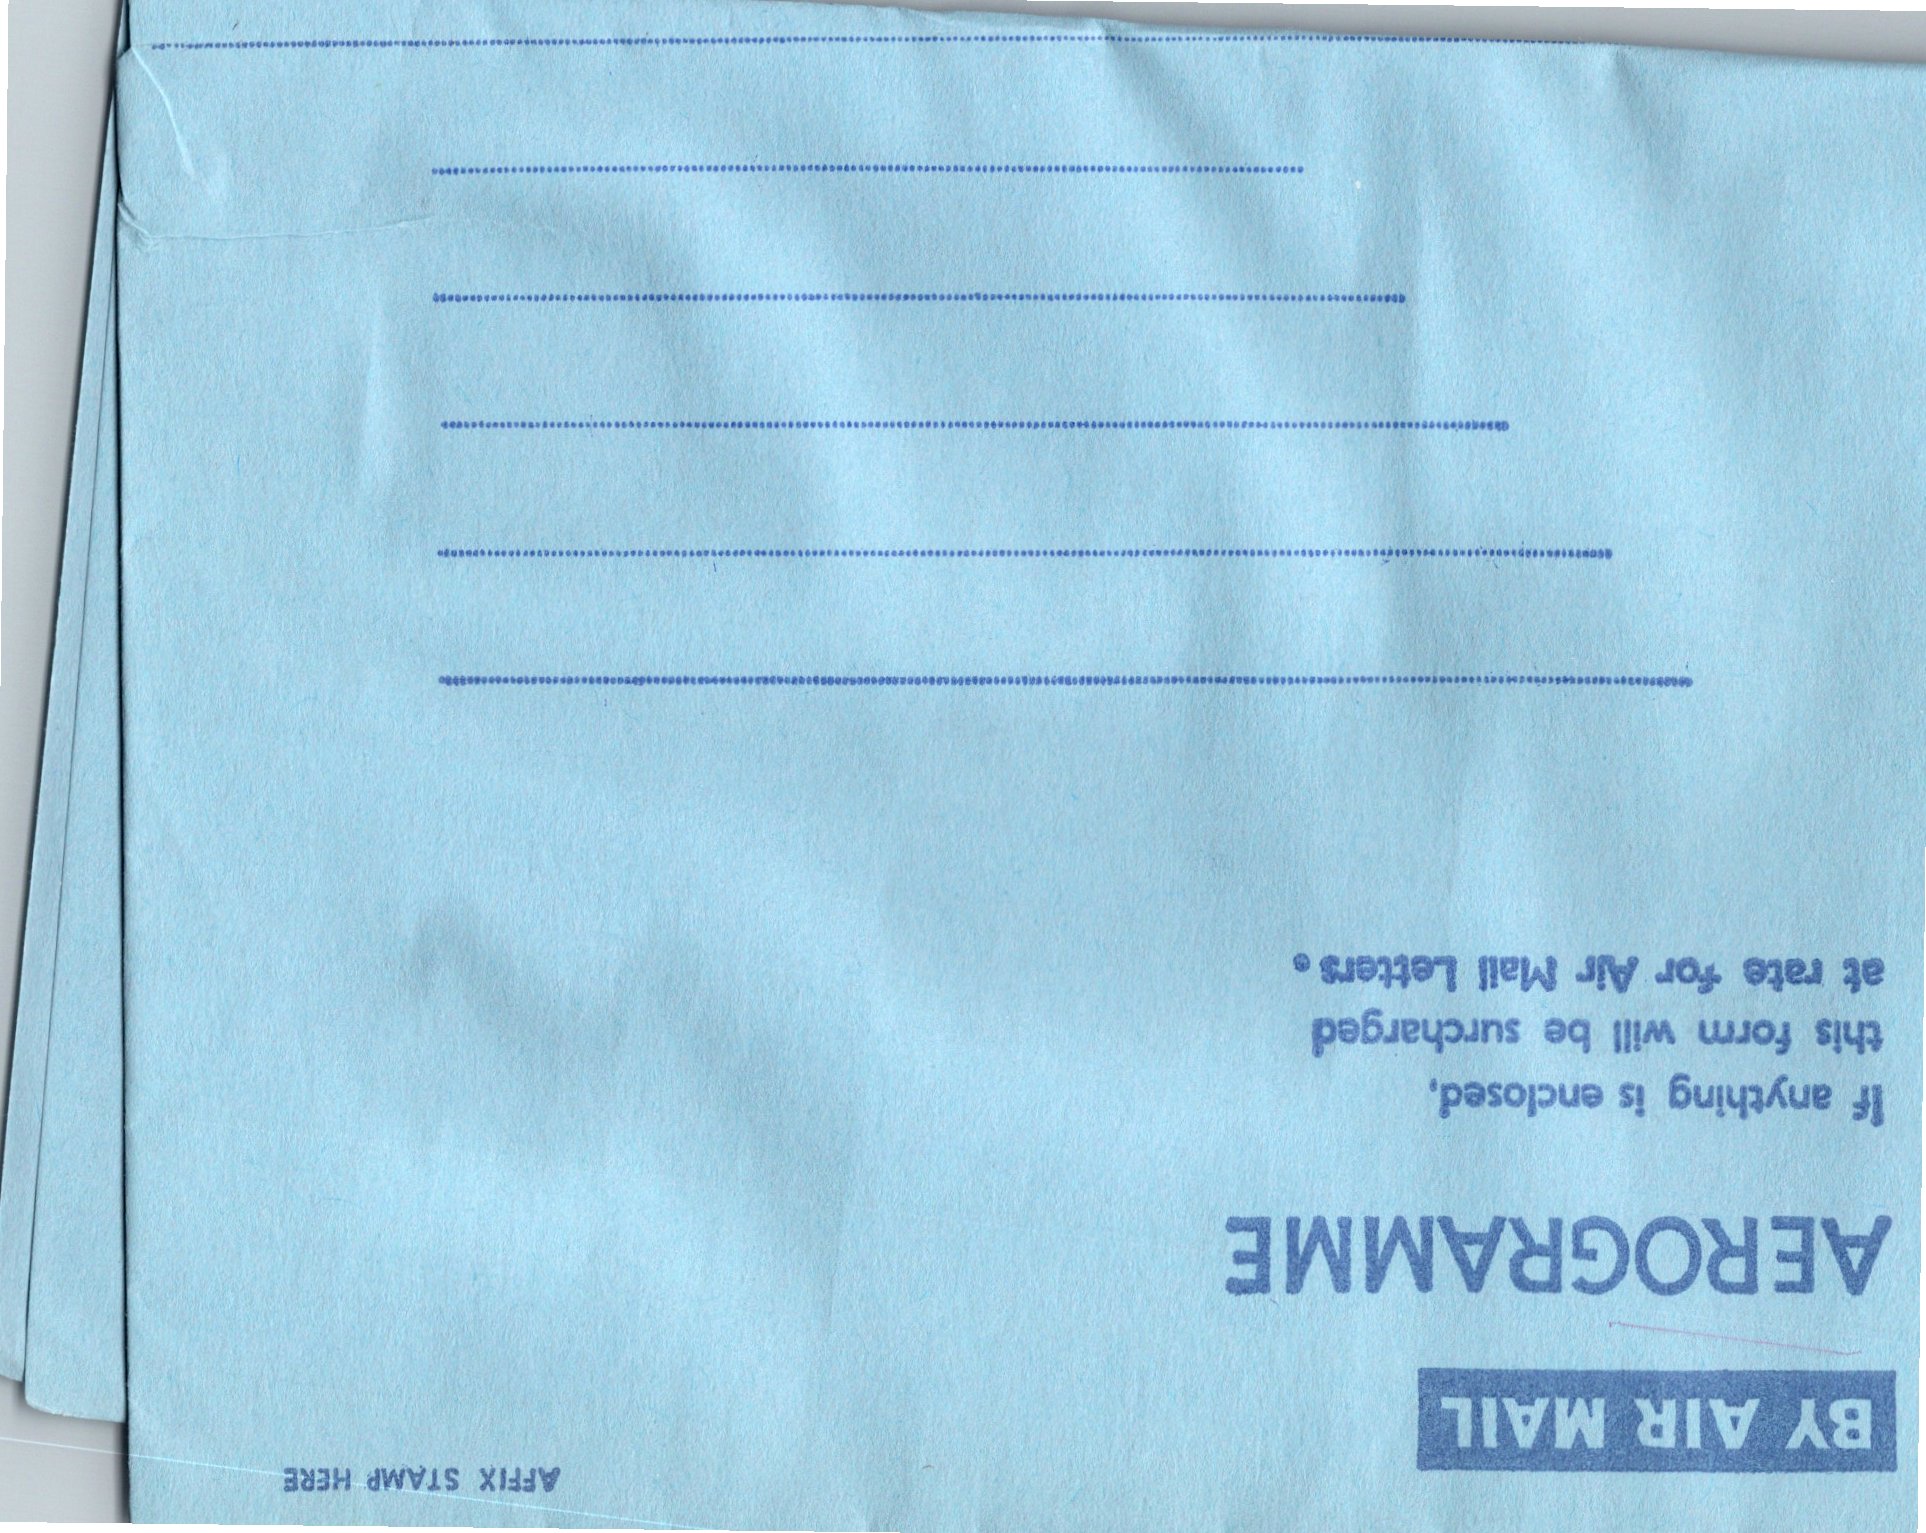 AFFIX STAMP HERE
BY AIR MAIL
AEROGRAMME
If anything is enclosed,
this form will be surcharged
at rate for Air Mail Letters.